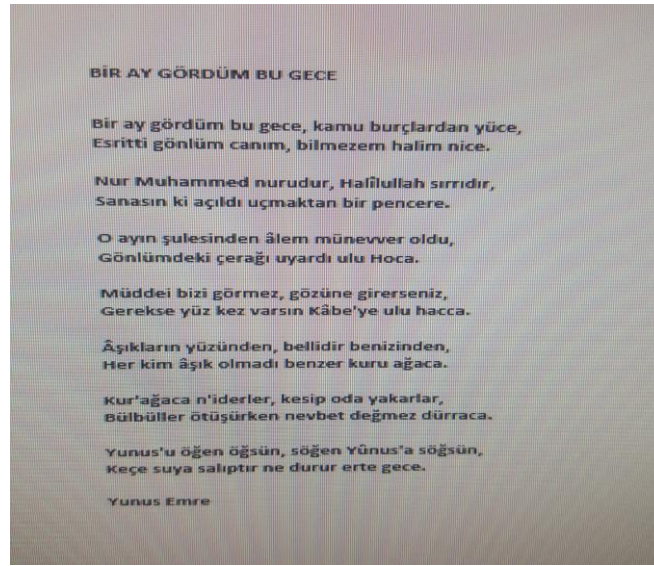 BİR AY GÖRDÜM BU GECE
Bir ay gördüm bu gece, kamu burçlardan yüce,
Esritti gönlüm canım, bilmezem halim nice.
Nur Muhammed nurudur, Halîlullah sırrıdır,
Sanasın ki açıldı uçmaktan bir pencere.
O ayın şulesinden âlem münevver oldu,
Gönlümdeki çerağı uyardı ulu Hoca.
Müddei bizi görmez, gözüne girerseniz,
Gerekse yüz kez varsın Kâbe'ye ulu hacca.
Âşıkların yüzünden, bellidir benizinden,
Her kim âşık olmadı benzer kuru ağaca.
Kur'ağaca n'iderler, kesip oda yakarlar,
Bülbüller ötüşürken nevbet değmez dürraca.
Yunus'u öğen öğsün, söğen Yûnus'a söğsün,
Keçe suya salıptır ne durur erte gece.
Yunus Emre